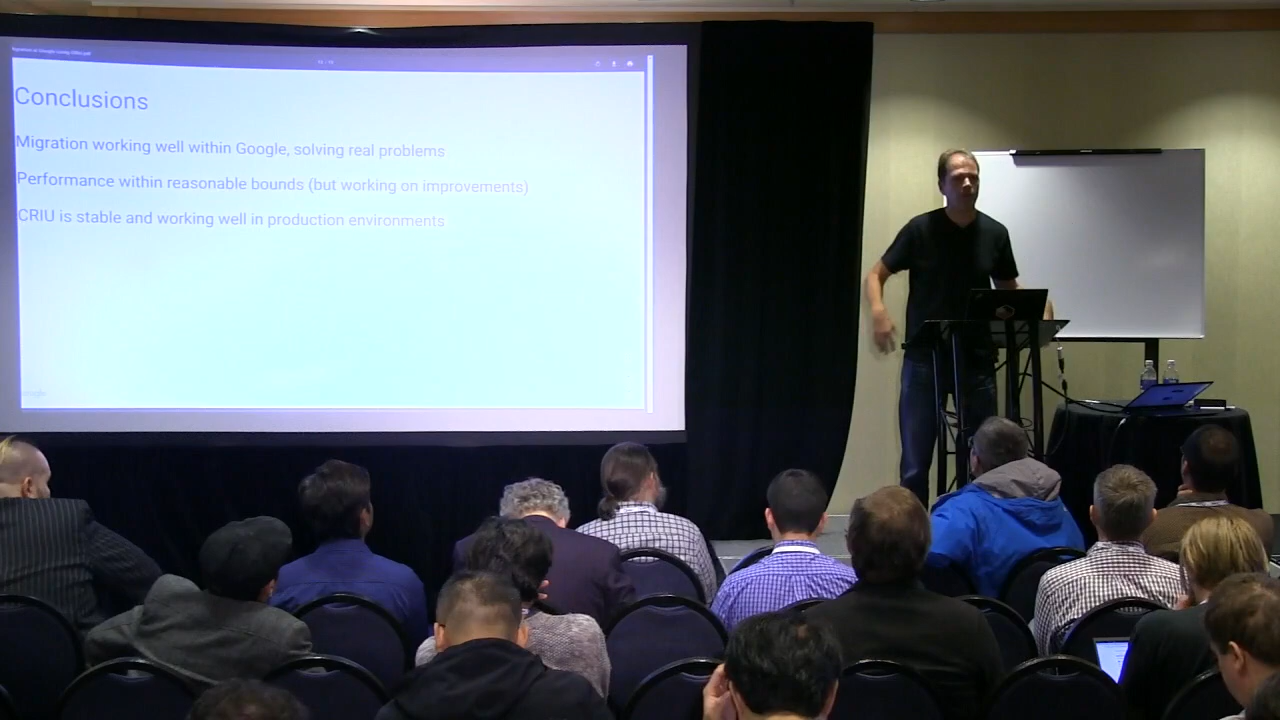 Conclusions
Migration working well within Google, solving real problems
Performance within reasonable bounds (but working on improvements)
CRIU is stable and working well in production environments